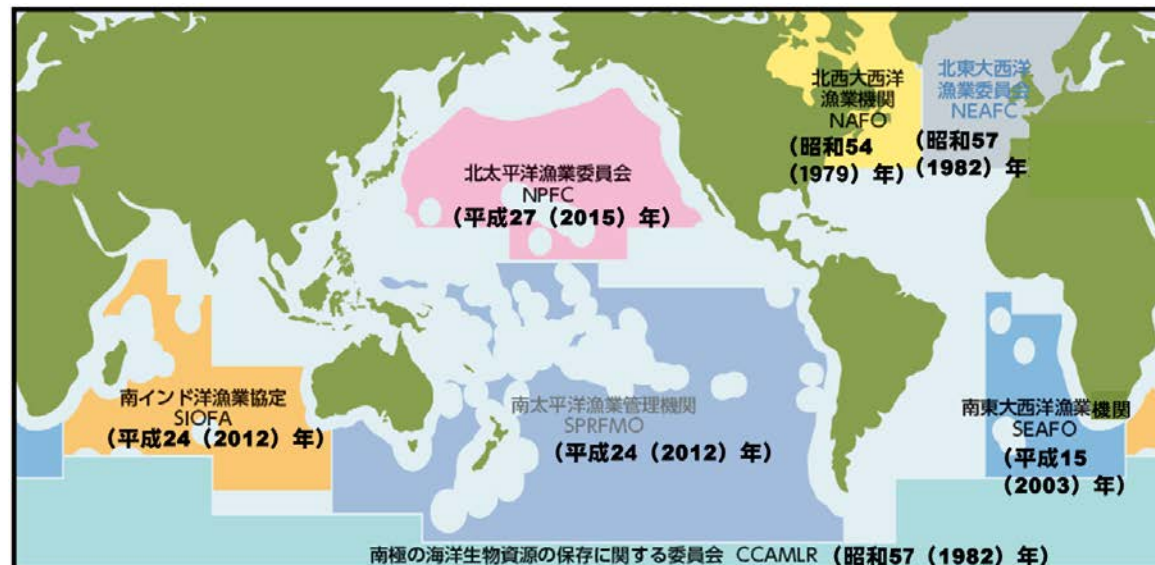 北西大西洋
漁業機関
NAFO
(昭和54
(1979)年)
北東大西洋
漁業委員会
NEAFC
(昭和57
(1982)年
北太平洋漁業委員会
NPFC
(平成27(2015)年)
南インド洋漁業協定
SIOFA
(平成24(2012)年)
南太平洋漁業管理機関
SPRFMO
(平成24(2012)年)
南東大西洋漁業機関
SEAFO
(平成15
(2003)年)
南極の海洋生物資源の保存に関する委員会 CCAMLR (昭和57(1982)年)